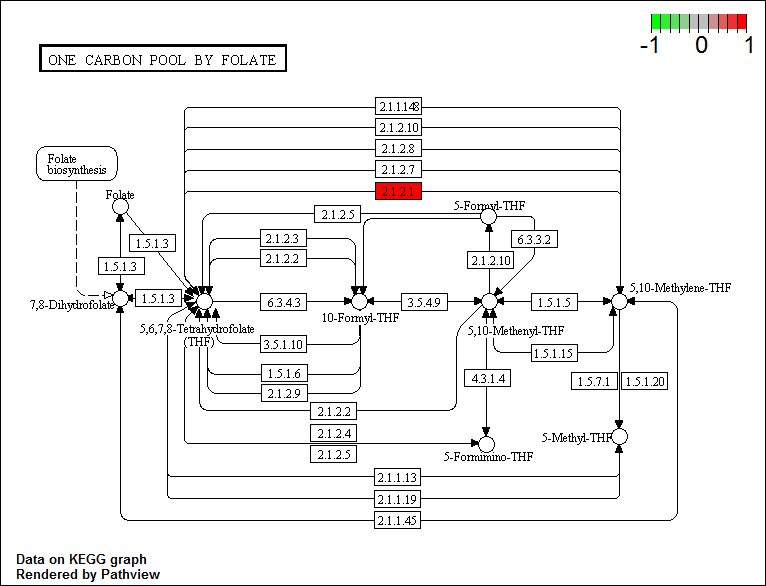 -1 0 1
ONE CARBON POOL BY FOLATE
2.1.1.148
2.1.2.10
2.1.2.8
2.1.2.7
2.1.2.1
Folate
biosynthesis
Folate
2.1.2.5
5-Formyl-THF
1.5.1.3
2.1.2.3
6.3.3.2
1.5.1.3
2.1.2.2
2.1.2.10
5,10-Methylene-THF
7,8-Dihydrofolate
1.5.1.3
6.3.4.3
3.5.4.9
1.5.1.5
10-Formyl-THF
5,6,7,8-Tetrahydrofolate
(THF)
5,10-Methenyl-THF
3.5.1.10
1.5.1.15
1.5.1.6
4.3.1.4
1.5.7.1
1.5.1.20
2.1.2.9
2.1.2.2
2.1.2.4
5-Methyl-THF
2.1.2.5
5-Formimino-THF
2.1.1.13
2.1.1.19
2.1.1.45
Data on KEGG graph
Rendered by Pathview